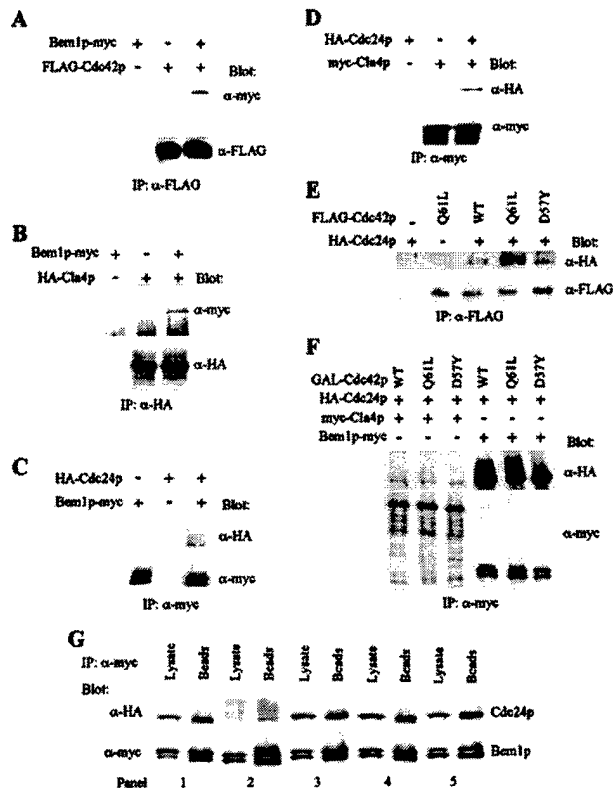 A
Bem1p-myc + - +
FLAG-Cdc42p - + + Blot:
α-myc
α-FLAG
IP: α-FLAG
B
Bem1p-myc + - +
HA-Cla4p - + + Blot:
α-myc
α-HA
IP: α-HA
C
HA-Cdc24p - + +
Bem1p-myc + - + Blot:
α-HA
α-myc
IP: α-myc
D
HA-Cdc24p + - +
myc-Cla4p - + + Blot:
α-HA
α-myc
IP: α-myc
E
FLAG-Cdc42p - Q61L WT Q61L D57Y
HA-Cdc24p + - + + + Blot:
α-HA
α-FLAG
IP: α-FLAG
F
GAL-Cdc42p WT Q61L D57Y WT Q61L D57Y
HA-Cdc24p + + + + + +
myc-Cla4p + + + - - -
Bem1p-myc - - - + + + Blot:
α-HA
α-myc
IP: α-myc
G
IP: α-myc Lysate Beads Lysate Beads Lysate Beads Lysate Beads Lysate Beads
Blot:
α-HA Cdc24p
α-myc Bem1p
Panel 1 2 3 4 5